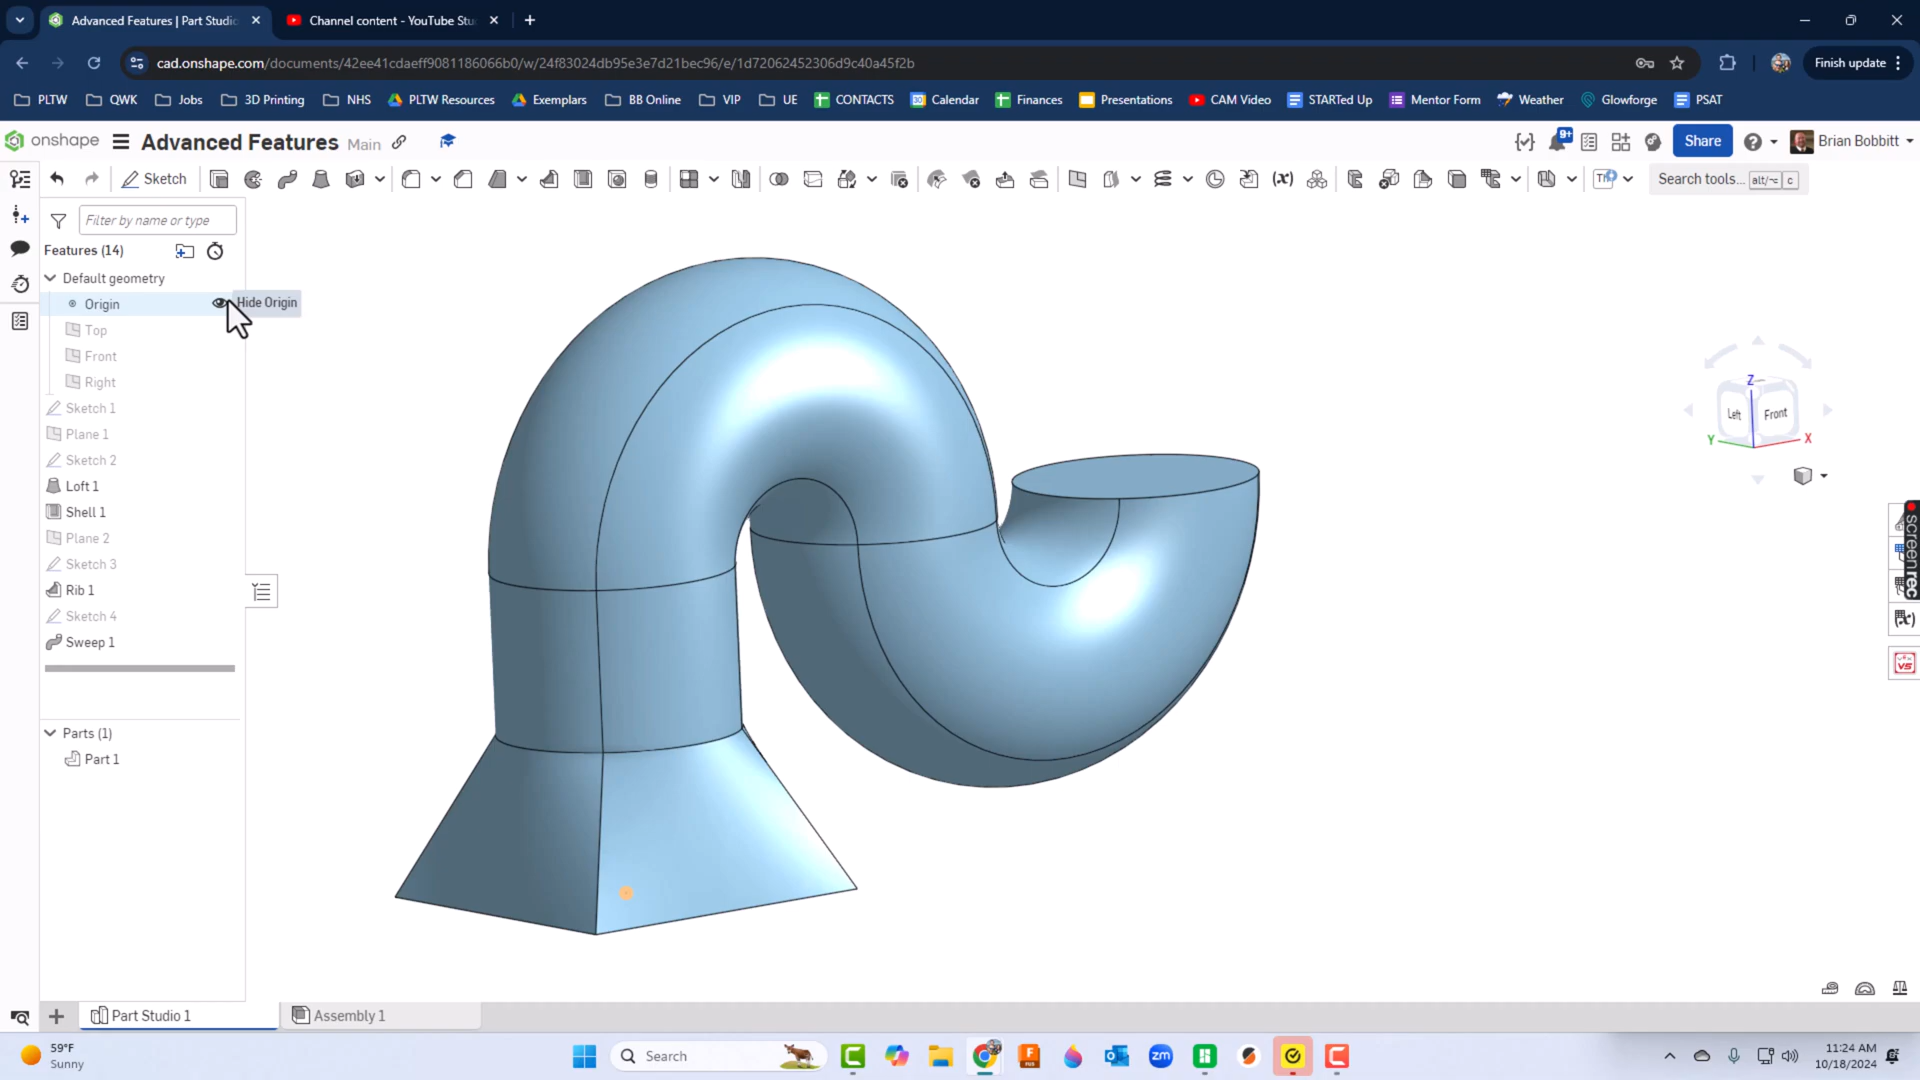 Advanced Features | Part Studio
Channel content - YouTube Stu
cad.onshape.com/documents/42ee41cdaeff9081186066b0/w/24f83024db95e3e7d21bec96/e/1d72062452306d9c40a45f2b
Finish update
PLTW
QWK
Jobs
3D Printing
NHS
PLTW Resources
Exemplars
BB Online
VIP
UE
CONTACTS
Calendar
Finances
Presentations
CAM Video
STARTed Up
Mentor Form
Weather
Glowforge
PSAT
onshape
Advanced Features Main
9+
Share
Brian Bobbitt
Sketch
(x)
Search tools... alt/⌥ c
Filter by name or type
Features (14)
Default geometry
Origin
Hide Origin
Top
Front
Right
Sketch 1
Plane 1
Sketch 2
Loft 1
Shell 1
Plane 2
Sketch 3
Rib 1
Sketch 4
Sweep 1
Parts (1)
Part 1
Z
Left
Front
Y
X
screenrec
VS
Part Studio 1
Assembly 1
59°F
Sunny
Search
zm
11:24 AM
10/18/2024